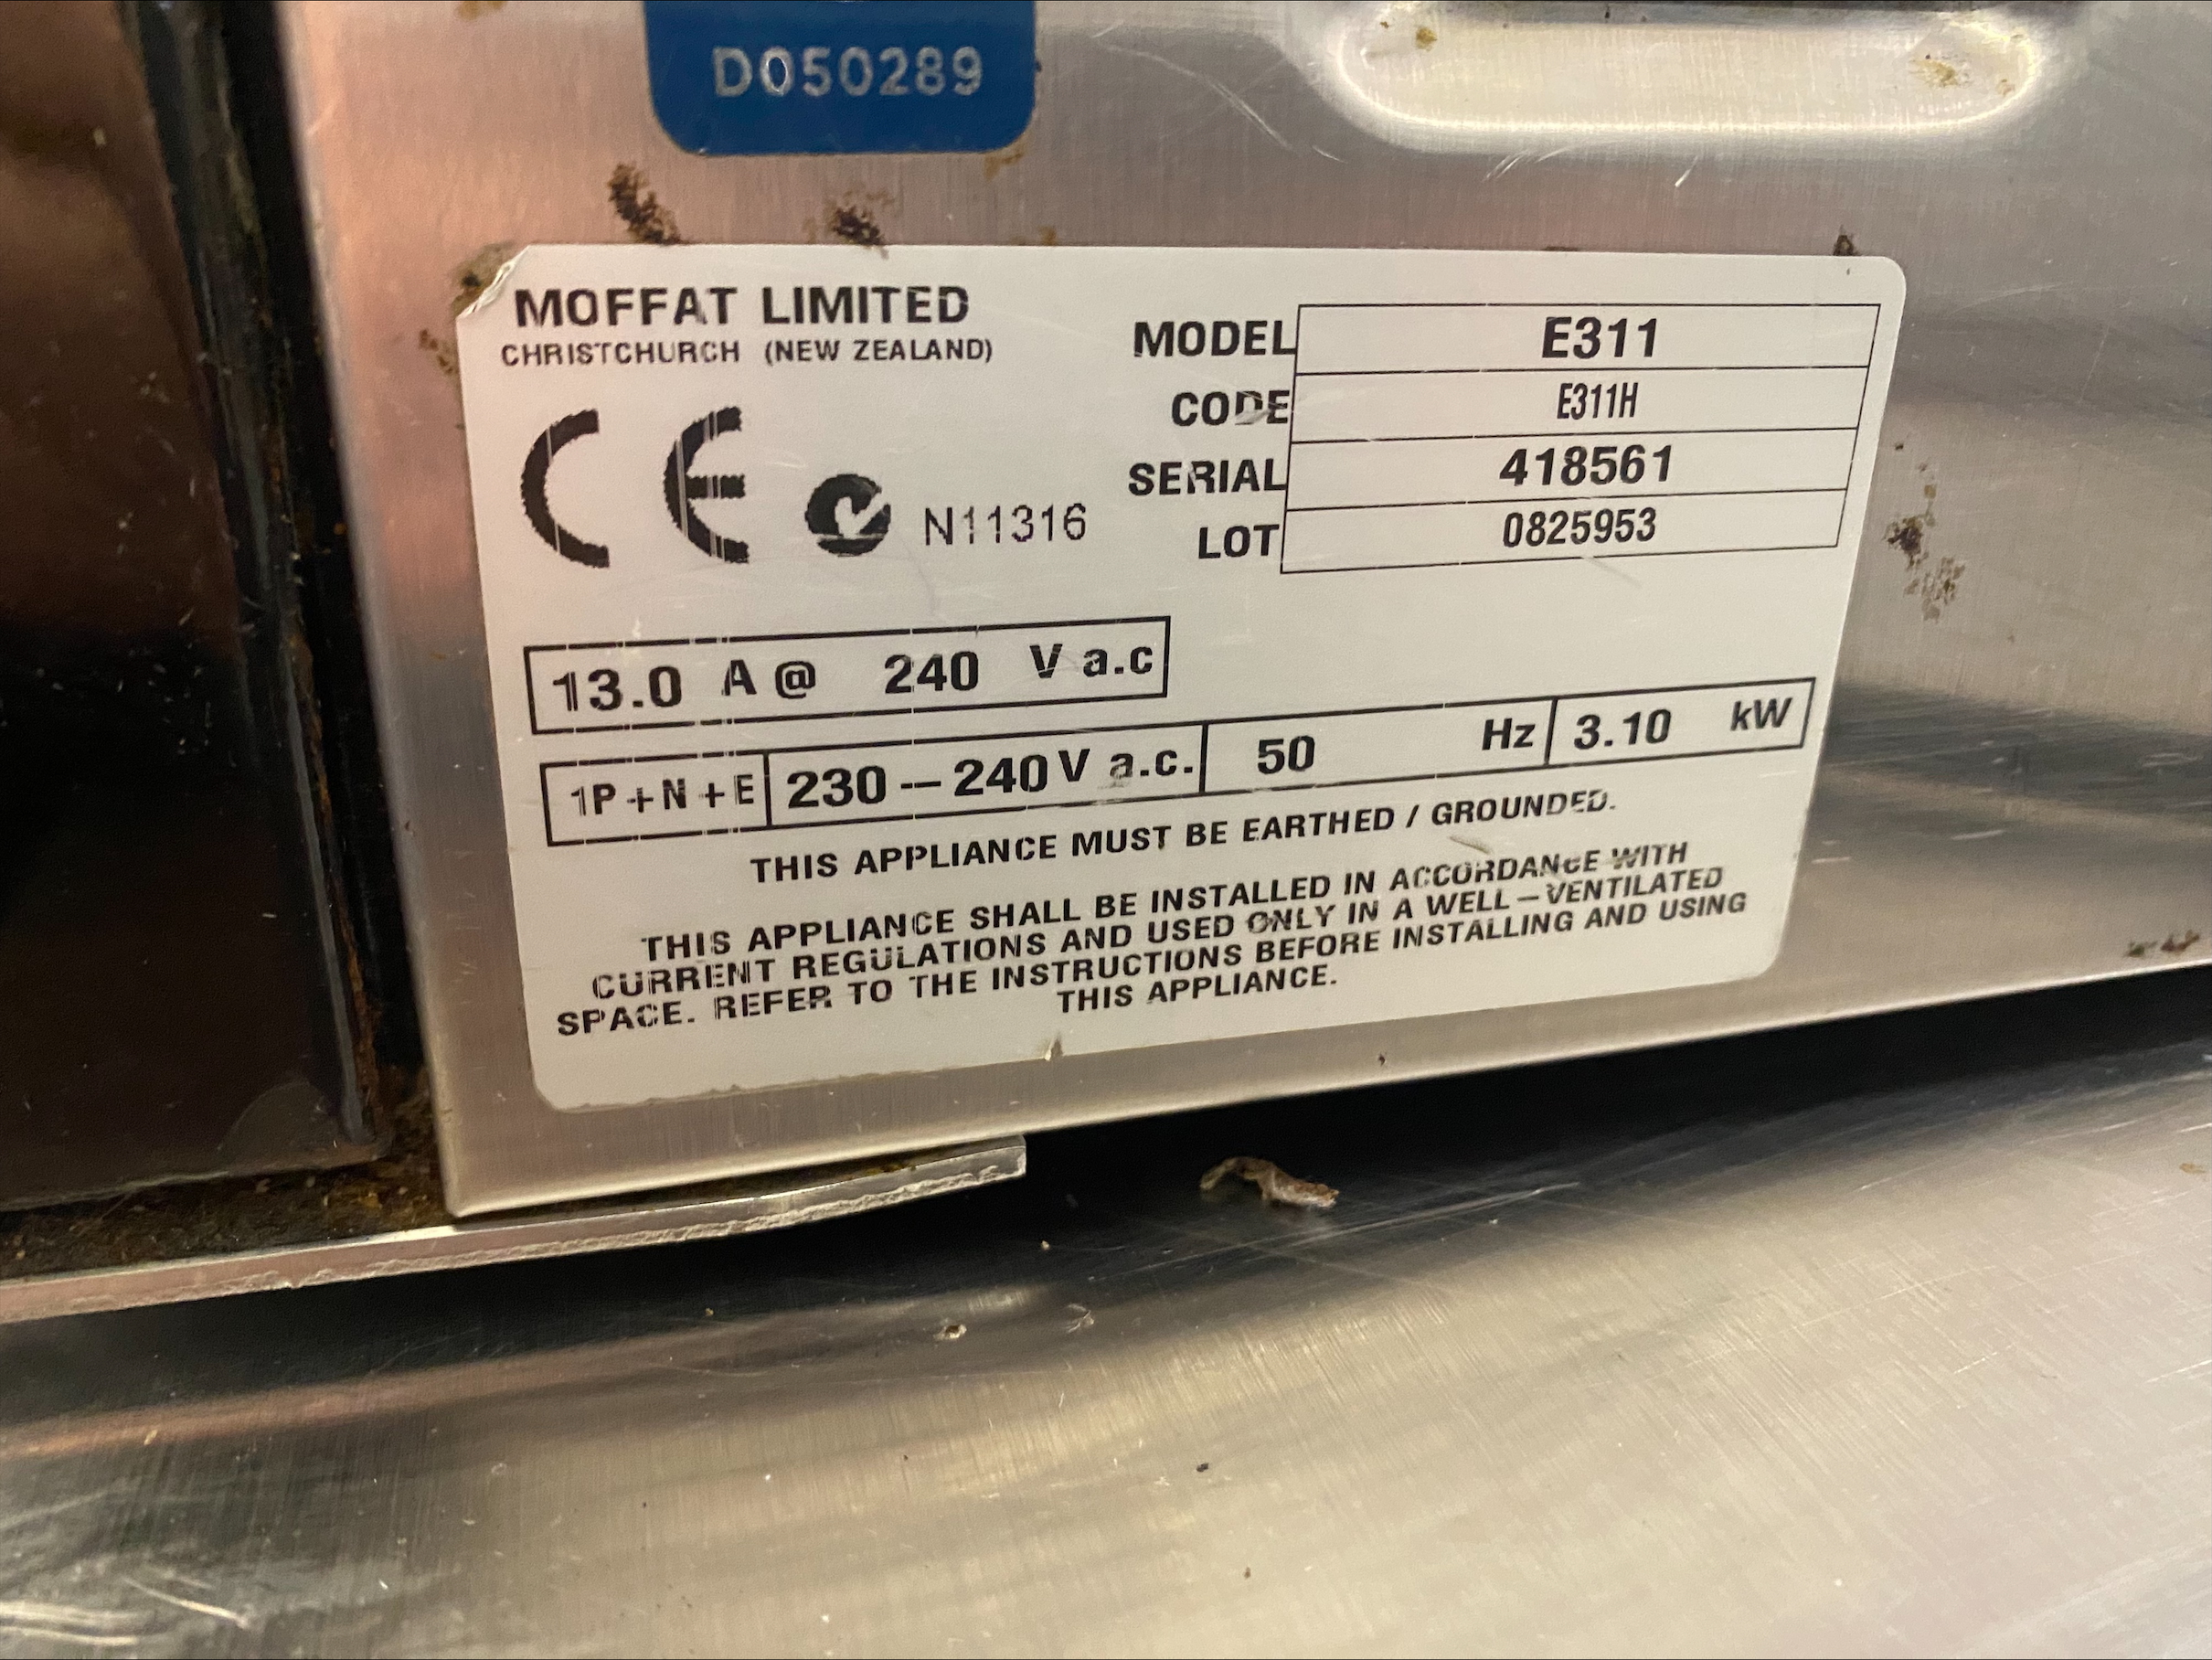 D050289
MOFFAT LIMITED
CHRISTCHURCH (NEW ZEALAND)
CE N11316
MODEL E311
CODE E311H
SERIAL 418561
LOT 0825953
13.0 A @ 240 V a.c
1P + N + E 230 – 240 V a.c. 50 Hz 3.10 kW
THIS APPLIANCE MUST BE EARTHED / GROUNDED.
THIS APPLIANCE SHALL BE INSTALLED IN ACCORDANCE WITH
CURRENT REGULATIONS AND USED ONLY IN A WELL – VENTILATED
SPACE. REFER TO THE INSTRUCTIONS BEFORE INSTALLING AND USING
THIS APPLIANCE.